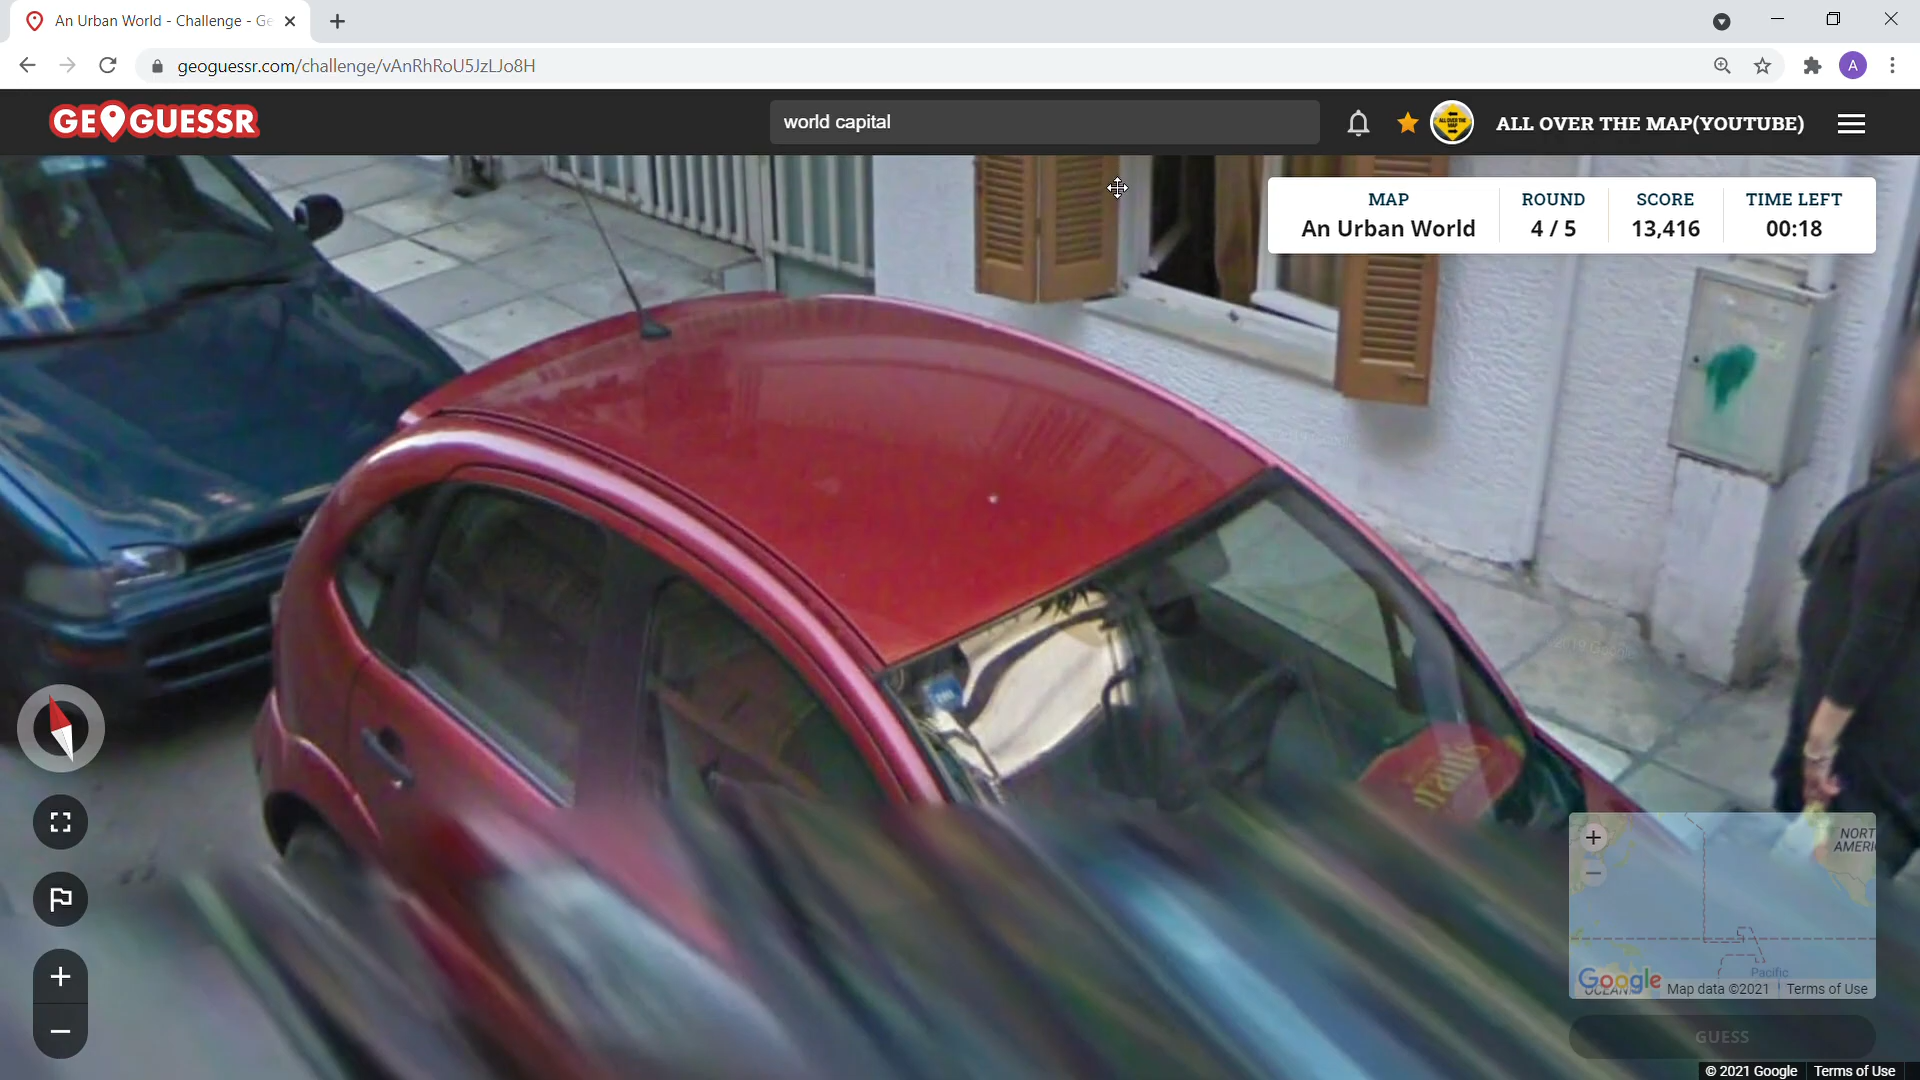 An Urban World - Challenge - Ge
geoguessr.com/challenge/vAnRhRoU5JzLJo8H
A
GEOGUESSR
world capital
ALL OVER THE MAP(YOUTUBE)
MAP
An Urban World
ROUND
4 / 5
SCORE
13,416
TIME LEFT
00:18
NORT
AMERI
Pacific
OCEAN
Google
Map data ©2021
Terms of Use
GUESS
© 2021 Google
Terms of Use